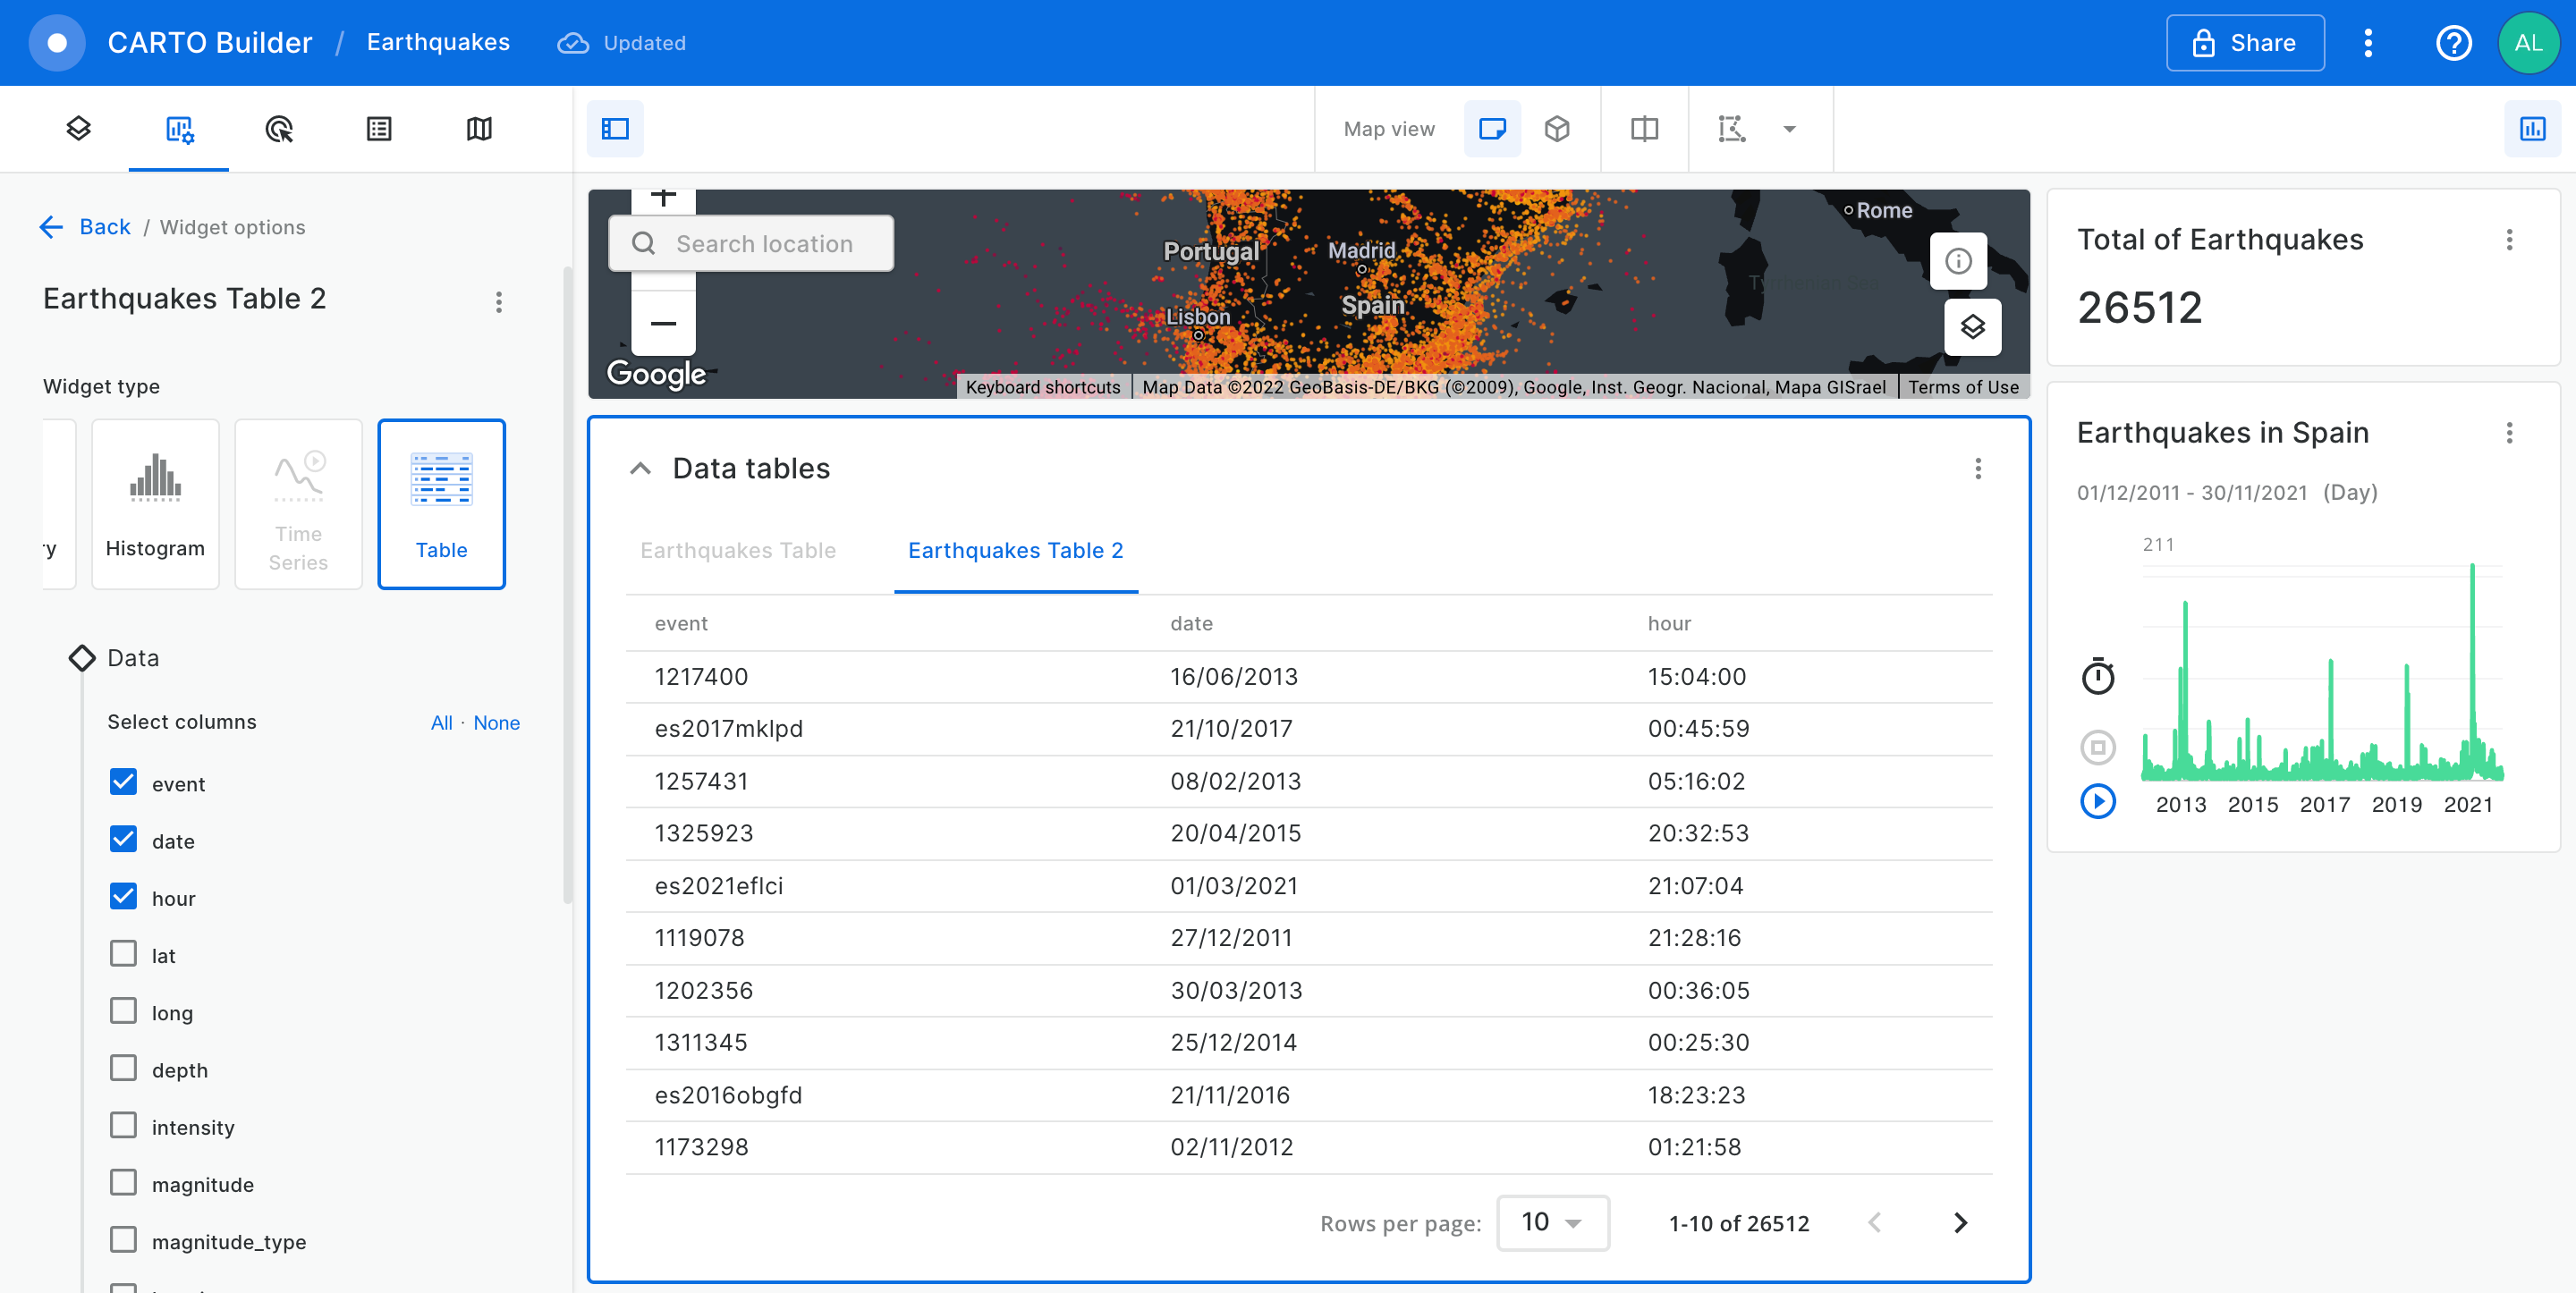 CARTO Builder / Earthquakes Updated Share AL
Map view
Back / Widget options
Earthquakes Table 2
Widget type
ry
Histogram
Time
Series
Table
Data
Select columns All · None
event
date
hour
lat
long
depth
intensity
magnitude
magnitude_type
Search location
Portugal
Madrid
Spain
Lisbon
Rome
Tyrrhenian Sea
Google
Keyboard shortcuts Map Data ©2022 GeoBasis-DE/BKG (©2009), Google, Inst. Geogr. Nacional, Mapa GISrael Terms of Use
Data tables
Earthquakes Table Earthquakes Table 2
event date hour
1217400 16/06/2013 15:04:00
es2017mklpd 21/10/2017 00:45:59
1257431 08/02/2013 05:16:02
1325923 20/04/2015 20:32:53
es2021eflci 01/03/2021 21:07:04
1119078 27/12/2011 21:28:16
1202356 30/03/2013 00:36:05
1311345 25/12/2014 00:25:30
es2016obgfd 21/11/2016 18:23:23
1173298 02/11/2012 01:21:58
Rows per page: 10 1-10 of 26512
Total of Earthquakes
26512
Earthquakes in Spain
01/12/2011 - 30/11/2021 (Day)
211
2013 2015 2017 2019 2021